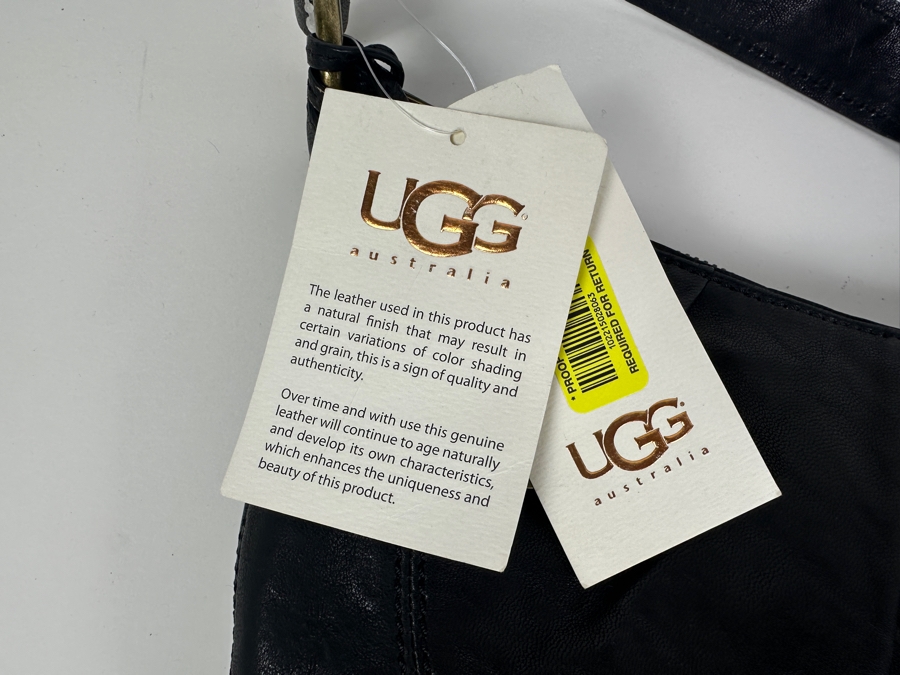 UGG®
australia
The leather used in this product has
a natural finish that may result in
certain variations of color shading
and grain, this is a sign of quality and
authenticity.
Over time and with use this genuine
leather will continue to age naturally
and develop its own characteristics,
which enhances the uniqueness and
beauty of this product.
* PROOF
102215028063
REQUIRED FOR RETURN
UGG®
australia